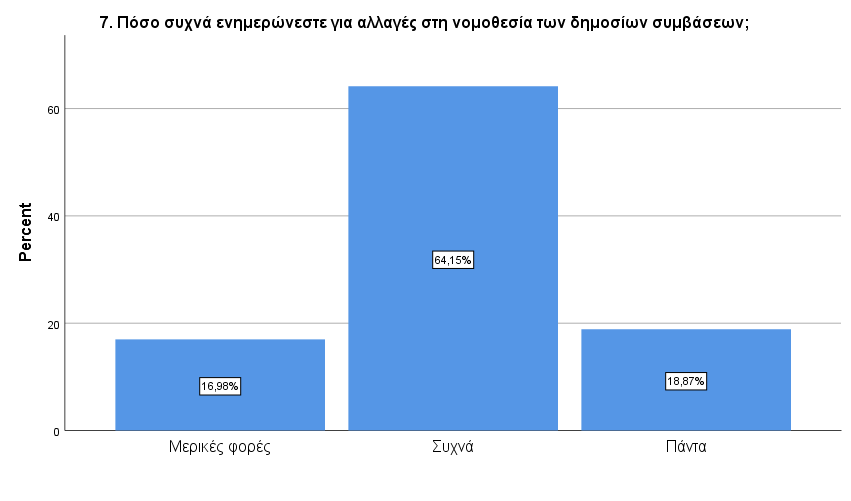 7. Πόσο συχνά ενημερώνεστε για αλλαγές στη νομοθεσία των δημοσίων συμβάσεων;
Percent
60
40
20
0
16,98%
64,15%
18,87%
Μερικές φορές
Συχνά
Πάντα